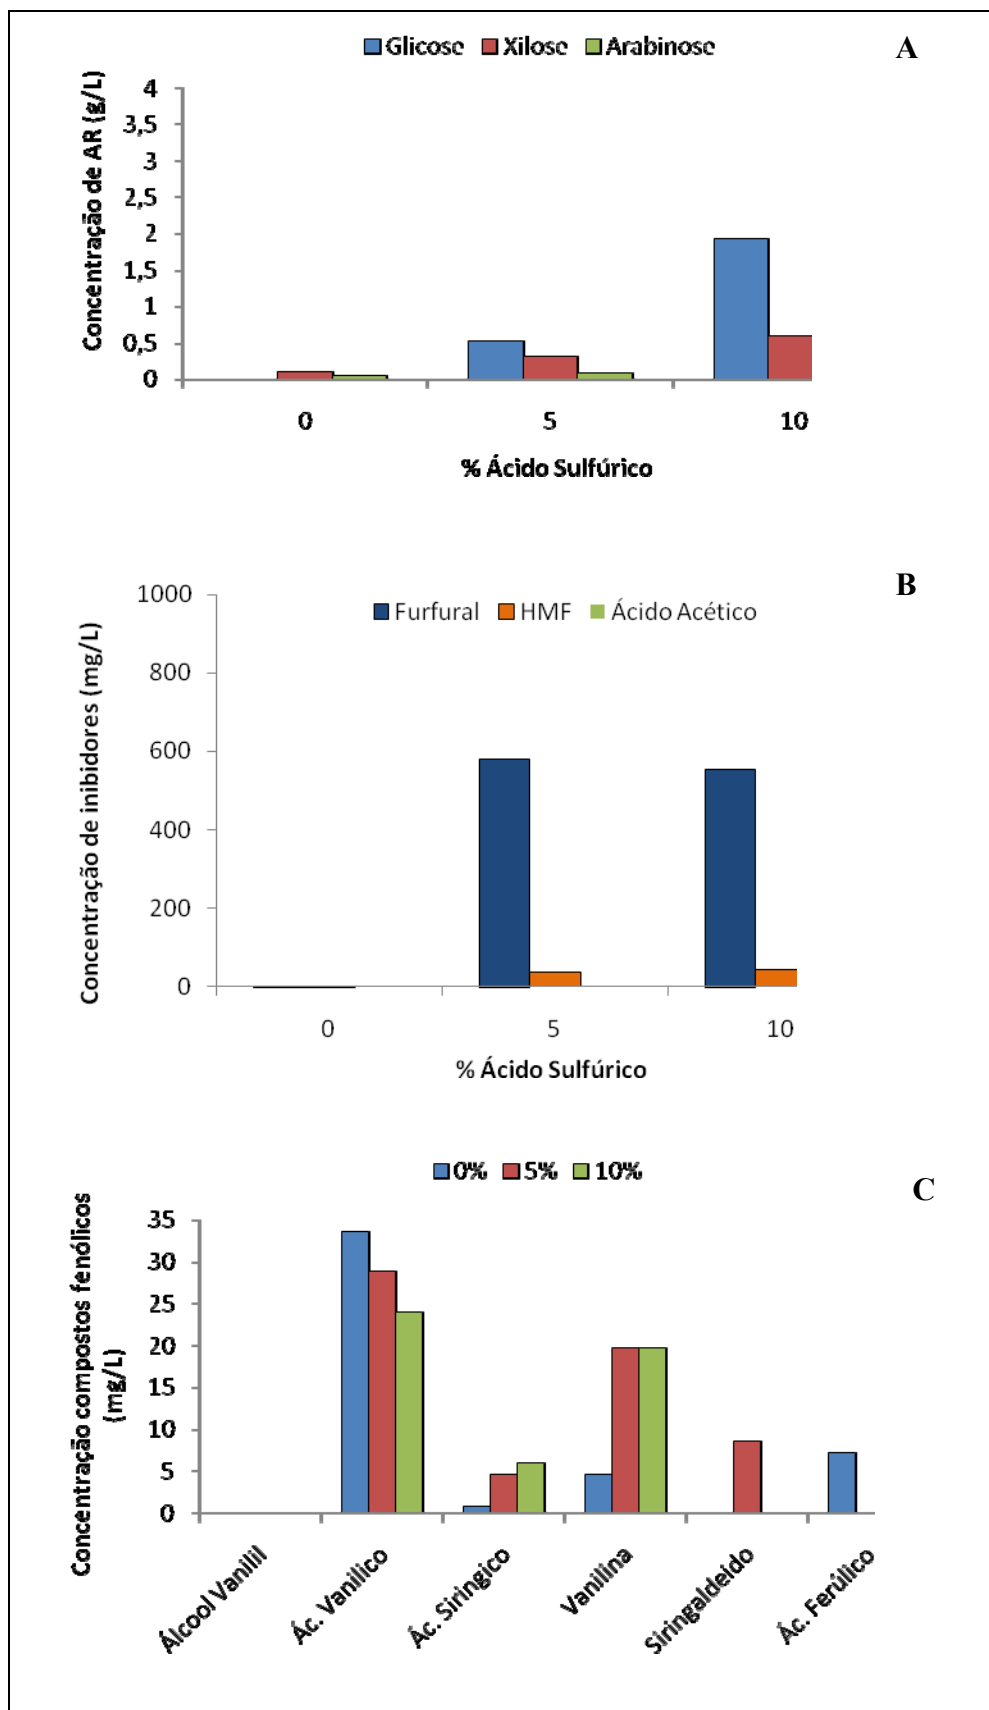 Glicose Xilose Arabinose
A
Concentração de AR (g/L)
4
3,5
3
2,5
2
1,5
1
0,5
0
0 5 10
% Ácido Sulfúrico
B
Furfural HMF Ácido Acético
Concentração de inibidores (mg/L)
1000
800
600
400
200
0
0 5 10
% Ácido Sulfúrico
0% 5% 10%
C
Concentração compostos fenólicos
(mg/L)
35
30
25
20
15
10
5
0
Álcool Vanillil
Ác. Vanilico
Ác. Siringico
Vanilina
Siringaldeido
Ác. Ferúlico